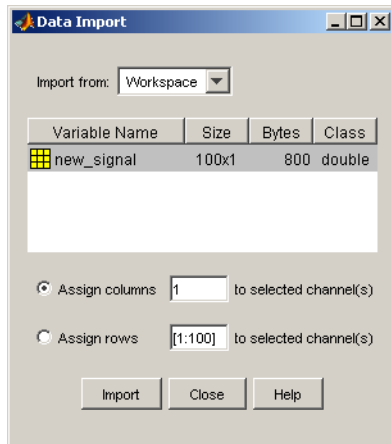 Data Import
Import from: Workspace
Variable Name Size Bytes Class
new_signal 100x1 800 double
Assign columns 1 to selected channel(s)
Assign rows [1:100] to selected channel(s)
Import Close Help